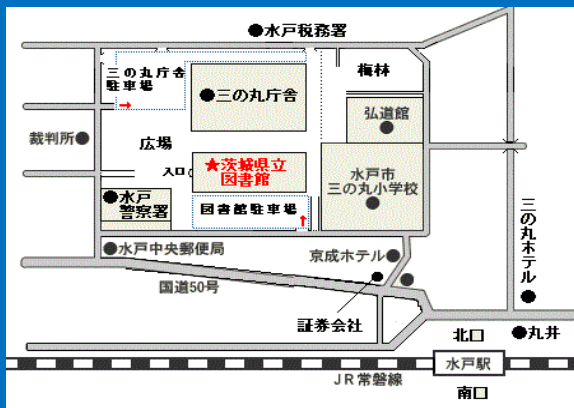 ●水戸税務署
三の丸庁舎
駐車場
梅林
●三の丸庁舎
弘道館
裁判所●
広場
★茨城県立
図書館
入口
水戸市
三の丸小学校
●水戸
警察署
図書館駐車場
三の丸ホテル
●水戸中央郵便局
京成ホテル●
国道50号
証券会社
北口
●丸井
水戸駅
JR常磐線
南口